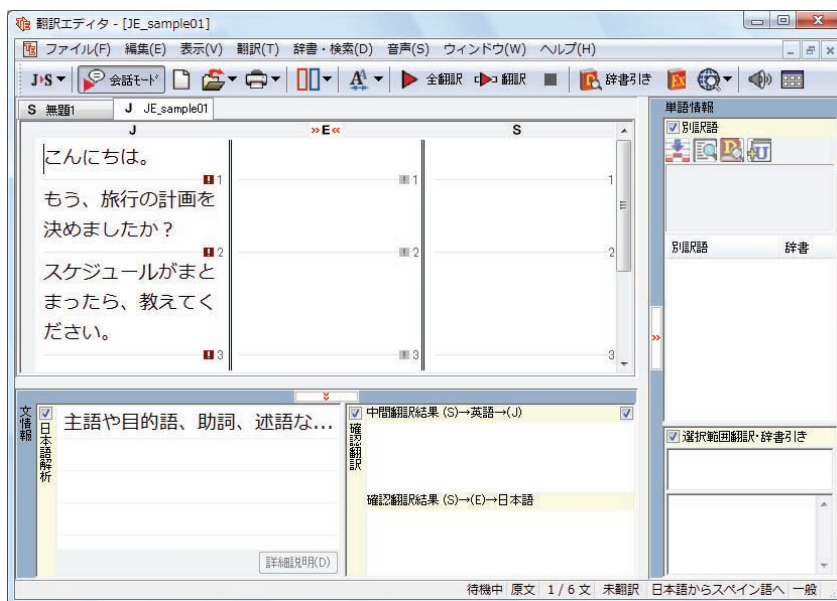 翻訳エディタ - [JE_sample01]
ファイル(F) 編集(E) 表示(V) 翻訳(T) 辞書・検索(D) 音声(S) ウィンドウ(W) ヘルプ(H)
J▸S 会話モード 全翻訳 翻訳 辞書引き
S 無題1 J JE_sample01
J »E« S
こんにちは。
1 1 1
もう、旅行の計画を
決めましたか？
2 2 2
スケジュールがまと
まったら、教えてく
ださい。
3 3 3
単語情報
別訳語
別訳語 辞書
選択範囲翻訳・辞書引き
文情報
日本語解析
主語や目的語、助詞、述語な...
詳細説明(D)
確認翻訳
中間翻訳結果 (S)→英語→(J)
確認翻訳結果 (S)→(E)→日本語
待機中 原文 1 / 6 文 未翻訳 日本語からスペイン語へ 一般